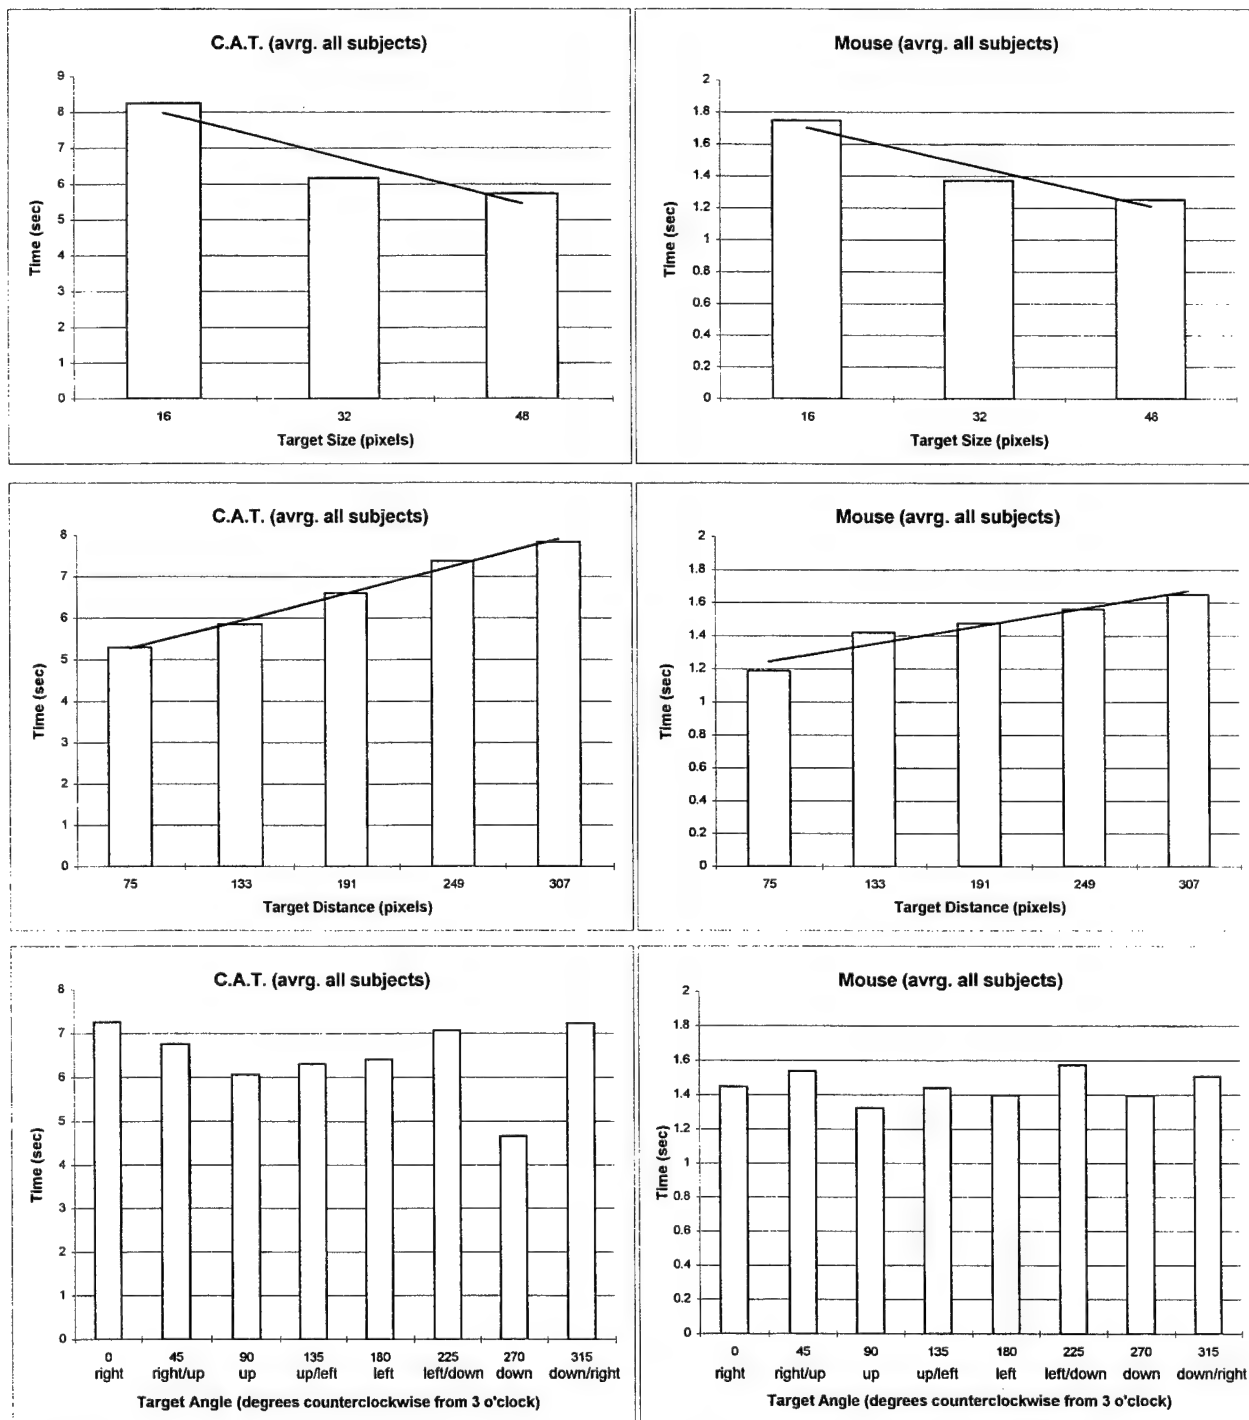 C.A.T. (avrg. all subjects)
9
8
7
6
5
4
3
2
1
0
Time (sec)
16 32 48
Target Size (pixels)
Mouse (avrg. all subjects)
2
1.8
1.6
1.4
1.2
1
0.8
0.6
0.4
0.2
0
Time (sec)
16 32 48
Target Size (pixels)
C.A.T. (avrg. all subjects)
8
7
6
5
4
3
2
1
0
Time (sec)
75 133 191 249 307
Target Distance (pixels)
Mouse (avrg. all subjects)
2
1.8
1.6
1.4
1.2
1
0.8
0.6
0.4
0.2
0
Time (sec)
75 133 191 249 307
Target Distance (pixels)
C.A.T. (avrg. all subjects)
8
7
6
5
4
3
2
1
0
Time (sec)
0 45 90 135 180 225 270 315
right right/up up up/left left left/down down down/right
Target Angle (degrees counterclockwise from 3 o'clock)
Mouse (avrg. all subjects)
2
1.8
1.6
1.4
1.2
1
0.8
0.6
0.4
0.2
0
Time (sec)
0 45 90 135 180 225 270 315
right right/up up up/left left left/down down down/right
Target Angle (degrees counterclockwise from 3 o'clock)